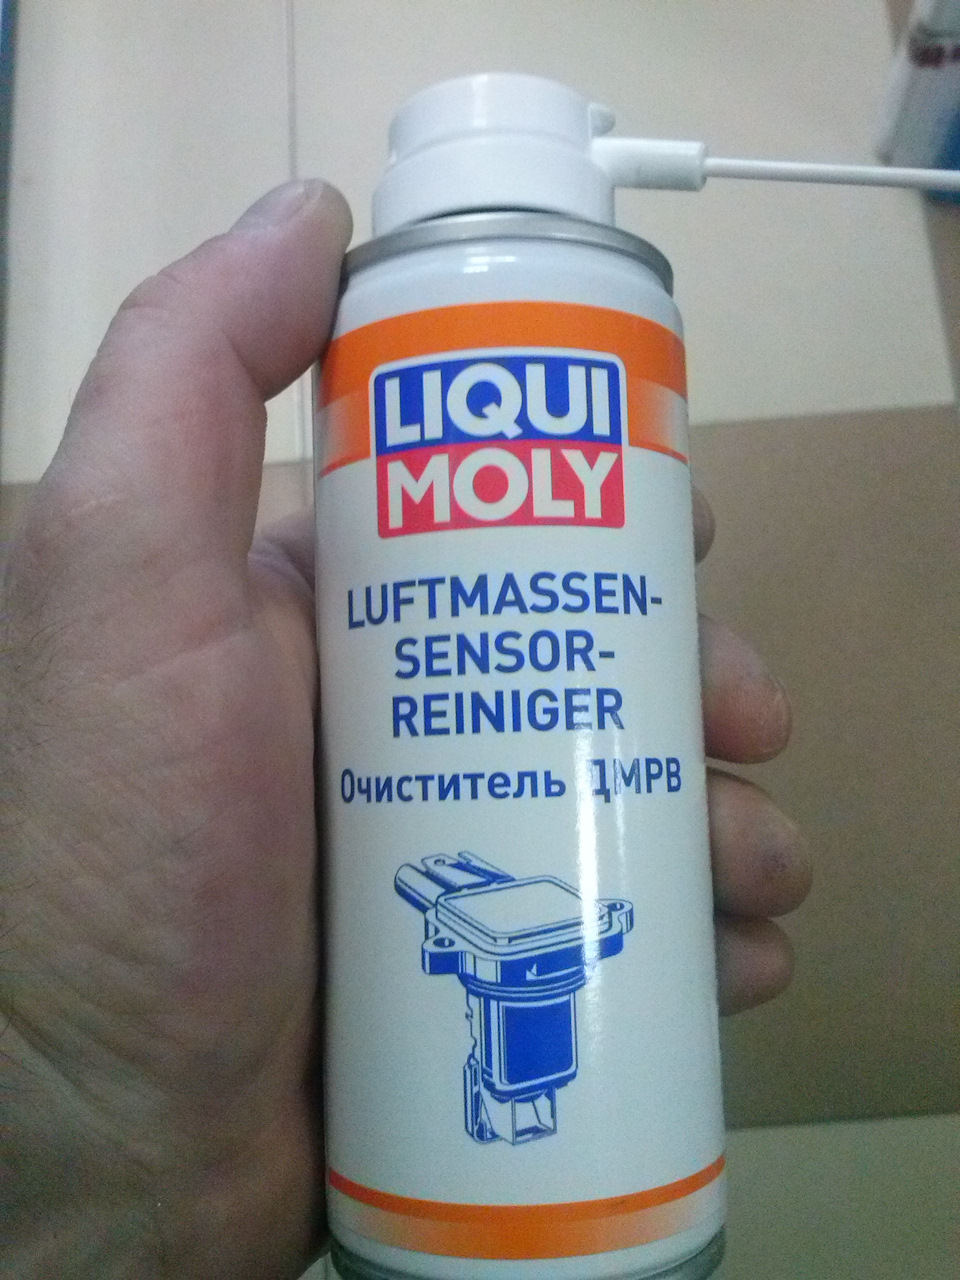 LIQUI
MOLY
LUFTMASSEN-
SENSOR-
REINIGER
Очиститель ДМРВ